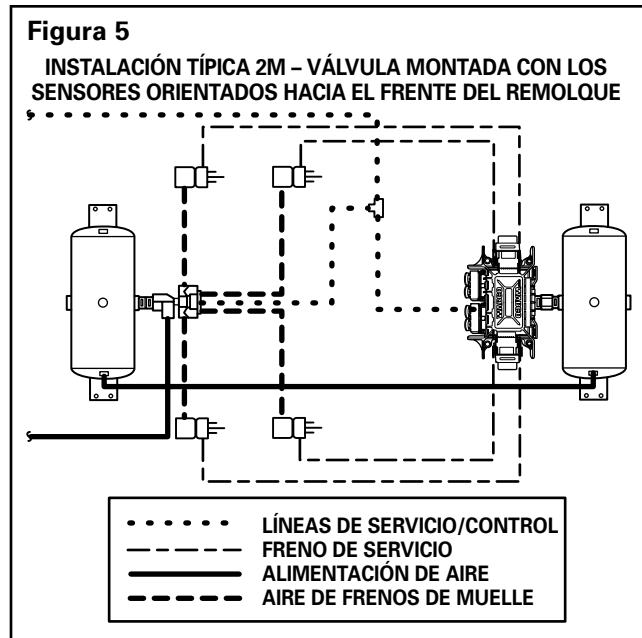 Figura 5
INSTALACIÓN TÍPICA 2M – VÁLVULA MONTADA CON LOS
SENSORES ORIENTADOS HACIA EL FRENTE DEL REMOLQUE
LÍNEAS DE SERVICIO/CONTROL
FRENO DE SERVICIO
ALIMENTACIÓN DE AIRE
AIRE DE FRENOS DE MUELLE